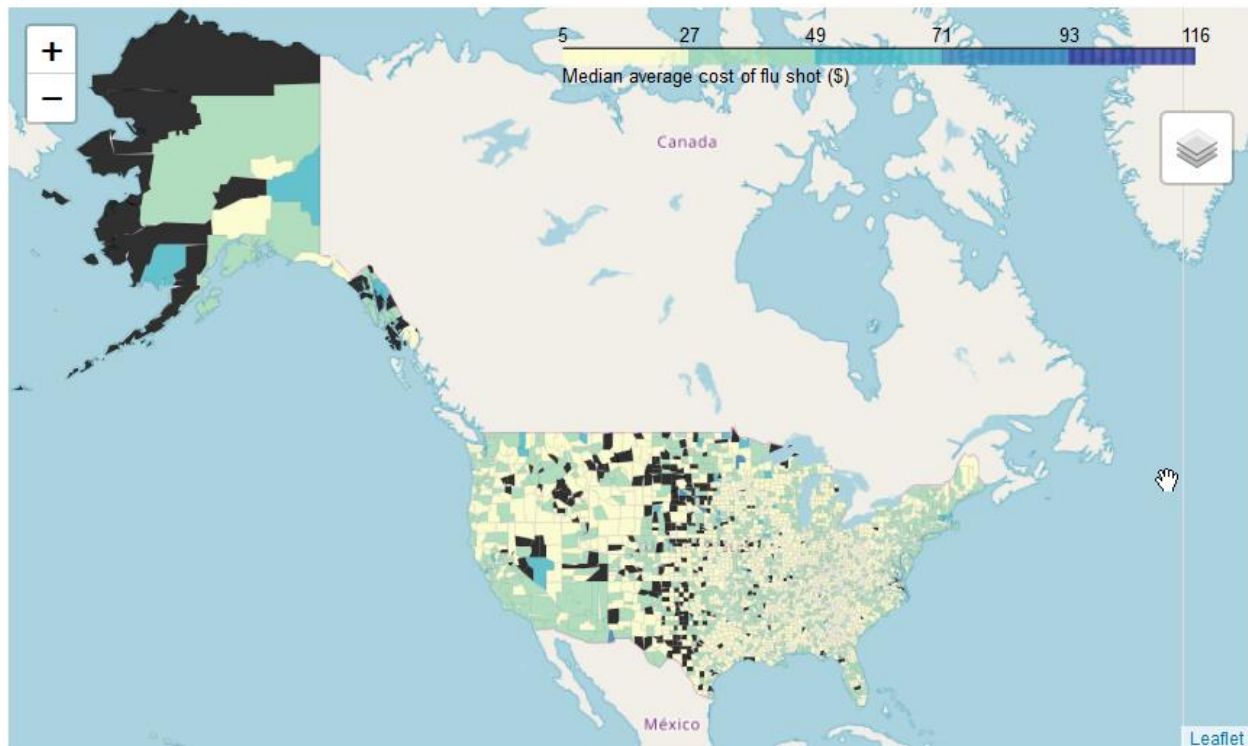 +
−
5 27 49 71 93 116
Median average cost of flu shot ($)
Canada
México
Leaflet